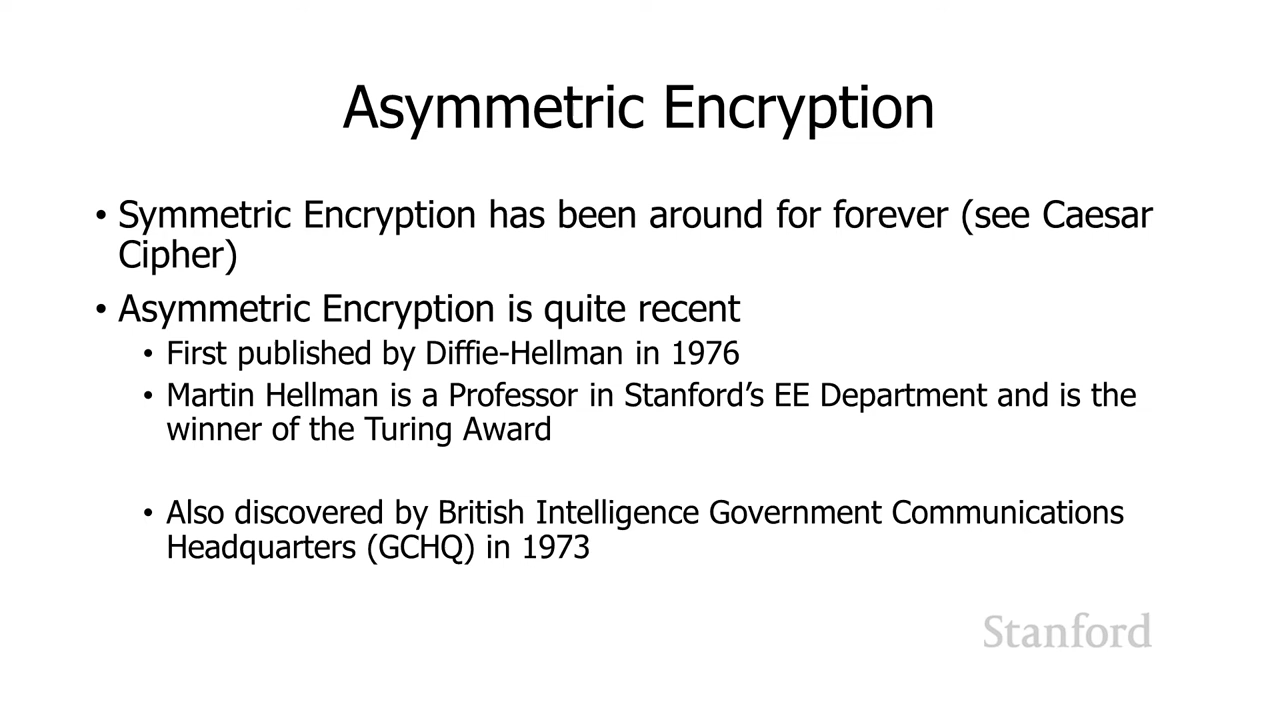 Asymmetric Encryption
• Symmetric Encryption has been around for forever (see Caesar
Cipher)
• Asymmetric Encryption is quite recent
• First published by Diffie-Hellman in 1976
• Martin Hellman is a Professor in Stanford’s EE Department and is the
winner of the Turing Award
• Also discovered by British Intelligence Government Communications
Headquarters (GCHQ) in 1973
Stanford